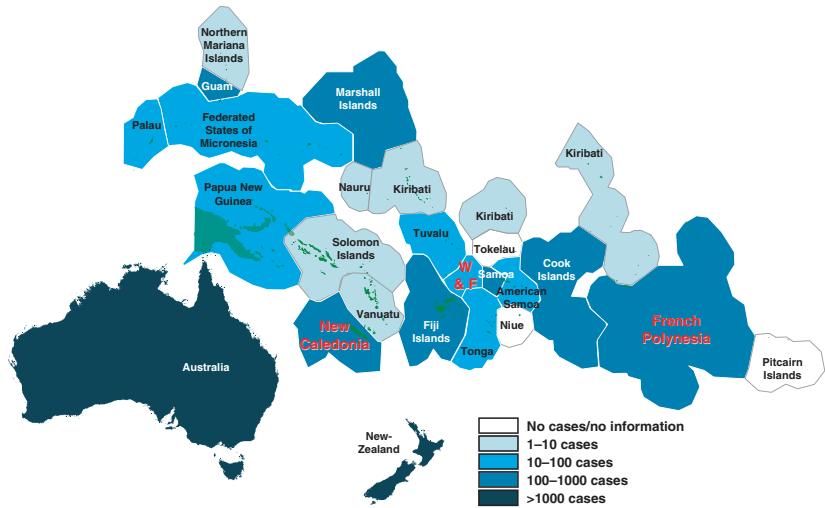 Northern
Mariana
Islands
Guam
Marshall
Islands
Palau
Federated
States of
Micronesia
Kiribati
Papua New
Guinea
Nauru
Kiribati
Kiribati
Tuvalu
Solomon
Islands
Tokelau
W
& F
Samoa
Cook
Islands
American
Samoa
Vanuatu
New
Caledonia
Fiji
Islands
Niue
French
Polynesia
Tonga
Pitcairn
Islands
Australia
New-
Zealand
No cases/no information
1–10 cases
10–100 cases
100–1000 cases
>1000 cases